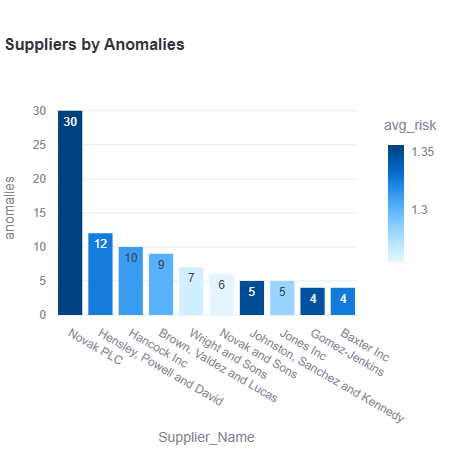 Suppliers by Anomalies
avg_risk
1.35
1.3
anomalies
30
25
20
15
10
5
0
30
12
10
9
7
6
5
5
4
4
Novak PLC
Hensley, Powell and David
Hancock Inc
Brown, Valdez and Lucas
Wright and Sons
Novak and Sons
Johnston, Sanchez and Kennedy
Jones Inc
Gomez-Jenkins
Baxter Inc
Supplier_Name